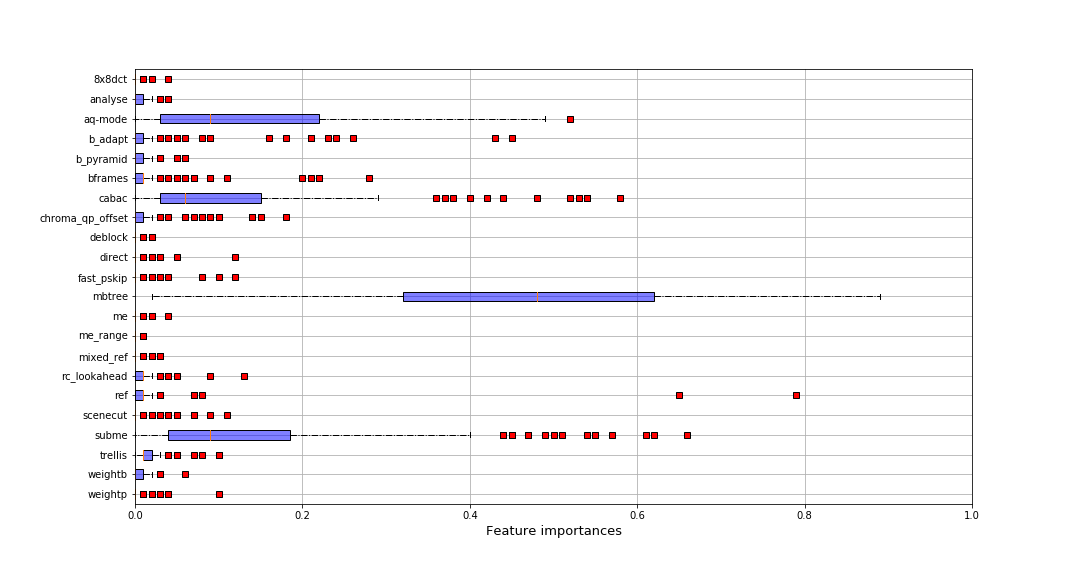 8x8dct
analyse
aq-mode
b_adapt
b_pyramid
bframes
cabac
chroma_qp_offset
deblock
direct
fast_pskip
mbtree
me
me_range
mixed_ref
rc_lookahead
ref
scenecut
subme
trellis
weightb
weightp
0.0 0.2 0.4 0.6 0.8 1.0
Feature importances